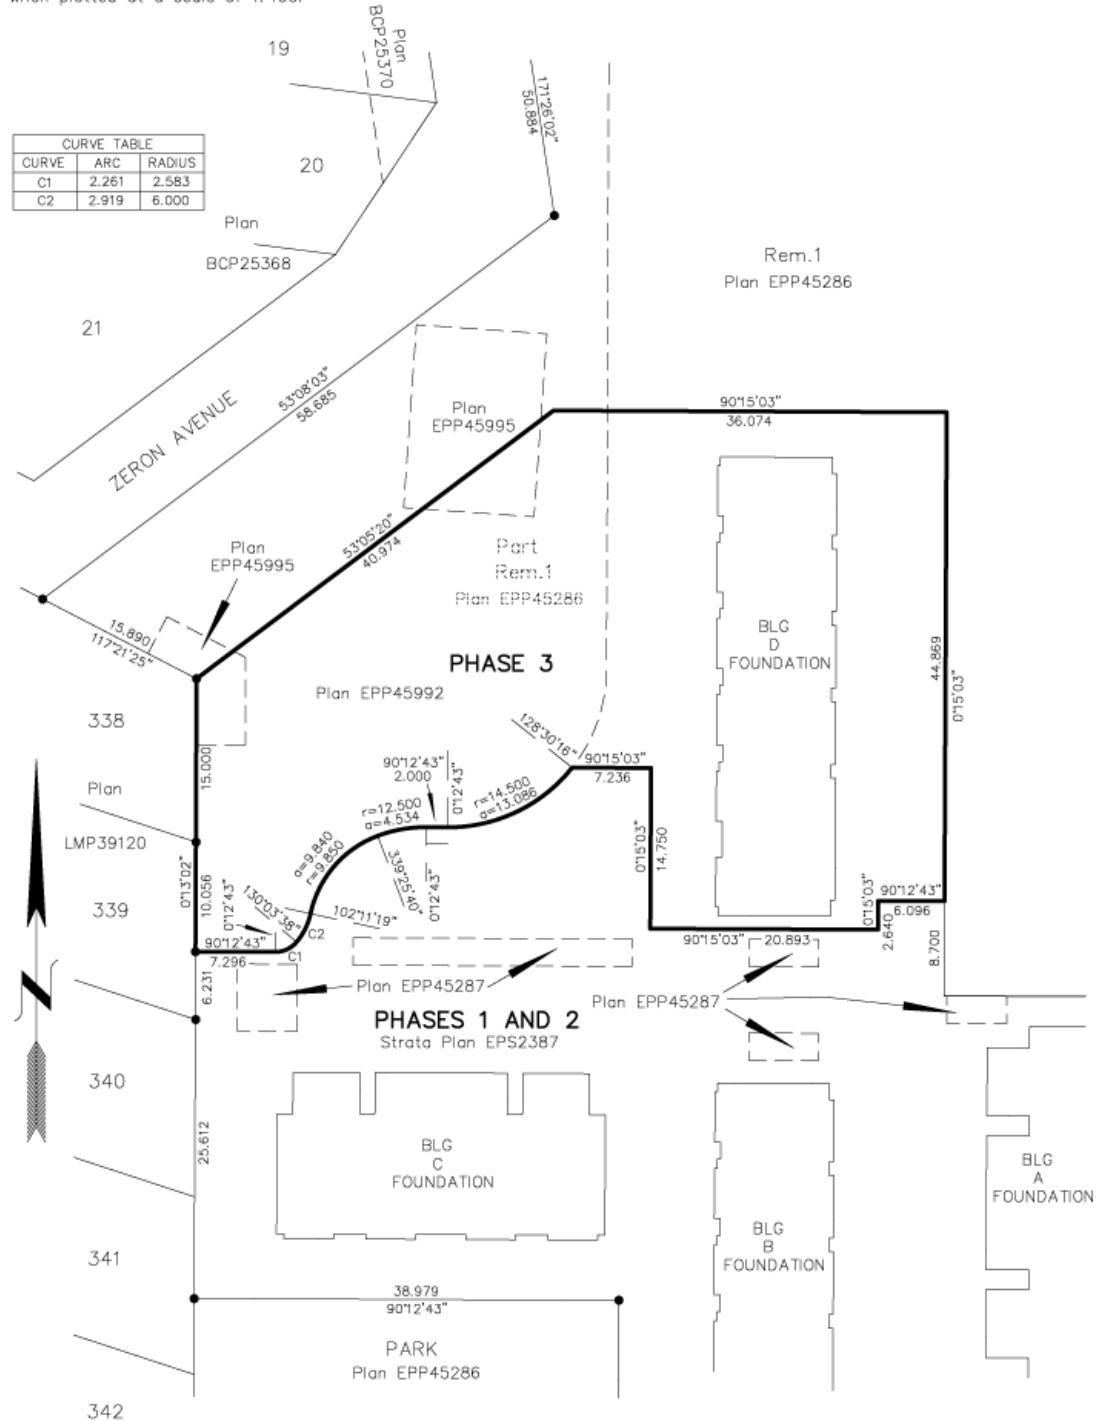 Plan
BCP25370
19
171°26'02"
50.884
CURVE TABLE
CURVE ARC RADIUS
C1 2.261 2.583
C2 2.919 6.000
20
Plan
BCP25368
Rem.1
Plan EPP45286
21
53°08'03"
58.685
ZERON AVENUE
Plan
EPP45995
90°15'03"
36.074
53°05'20"
40.974
Plan
EPP45995
Part
Rem.1
Plan EPP45286
15.890
117°21'25"
BLG
D
FOUNDATION
44.869
0°15'03"
PHASE 3
Plan EPP45992
338
128°30'16"
15.000
90°12'43"
2.000
0°12'43"
90°15'03"
7.236
Plan
LMP39120
r=12.500
a=4.534
r=14.500
a=13.086
a=9.840
r=9.850
339°25'40"
0°12'43"
0°15'03"
14.750
0°13'02"
10.056
339
0°12'43"
130°03'38"
102°11'19"
C2
C1
90°12'43"
7.296
0°15'03"
2.640
90°12'43"
6.096
90°15'03" 20.893
8.700
6.231
Plan EPP45287
Plan EPP45287
PHASES 1 AND 2
Strata Plan EPS2387
340
25.612
BLG
C
FOUNDATION
BLG
A
FOUNDATION
BLG
B
FOUNDATION
341
38.979
90°12'43"
PARK
Plan EPP45286
342